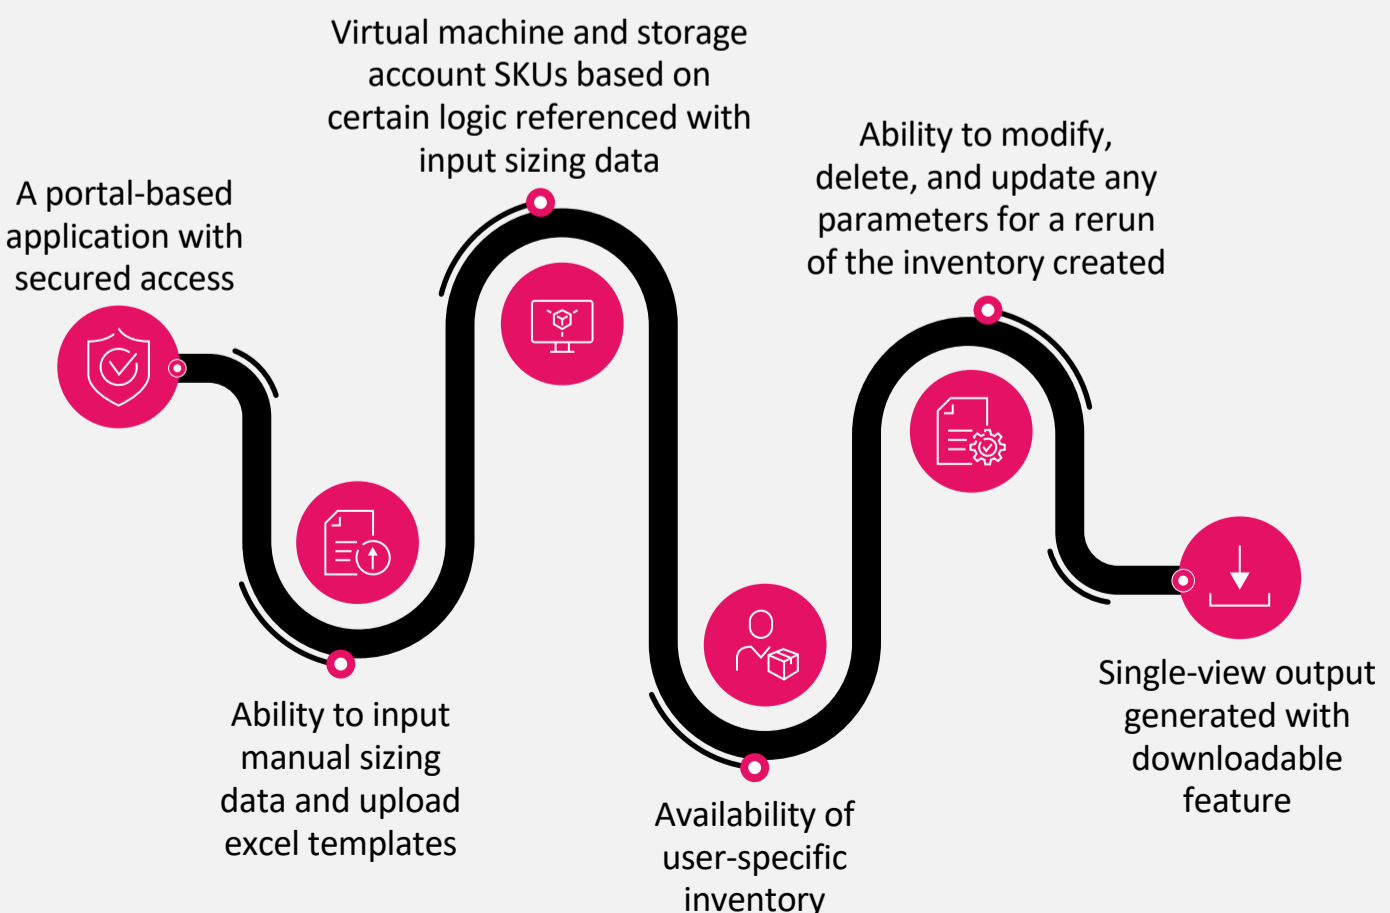 A portal-based
application with
secured access
Ability to input
manual sizing
data and upload
excel templates
Virtual machine and storage
account SKUs based on
certain logic referenced with
input sizing data
Availability of
user-specific
inventory
Ability to modify,
delete, and update any
parameters for a rerun
of the inventory created
Single-view output
generated with
downloadable
feature